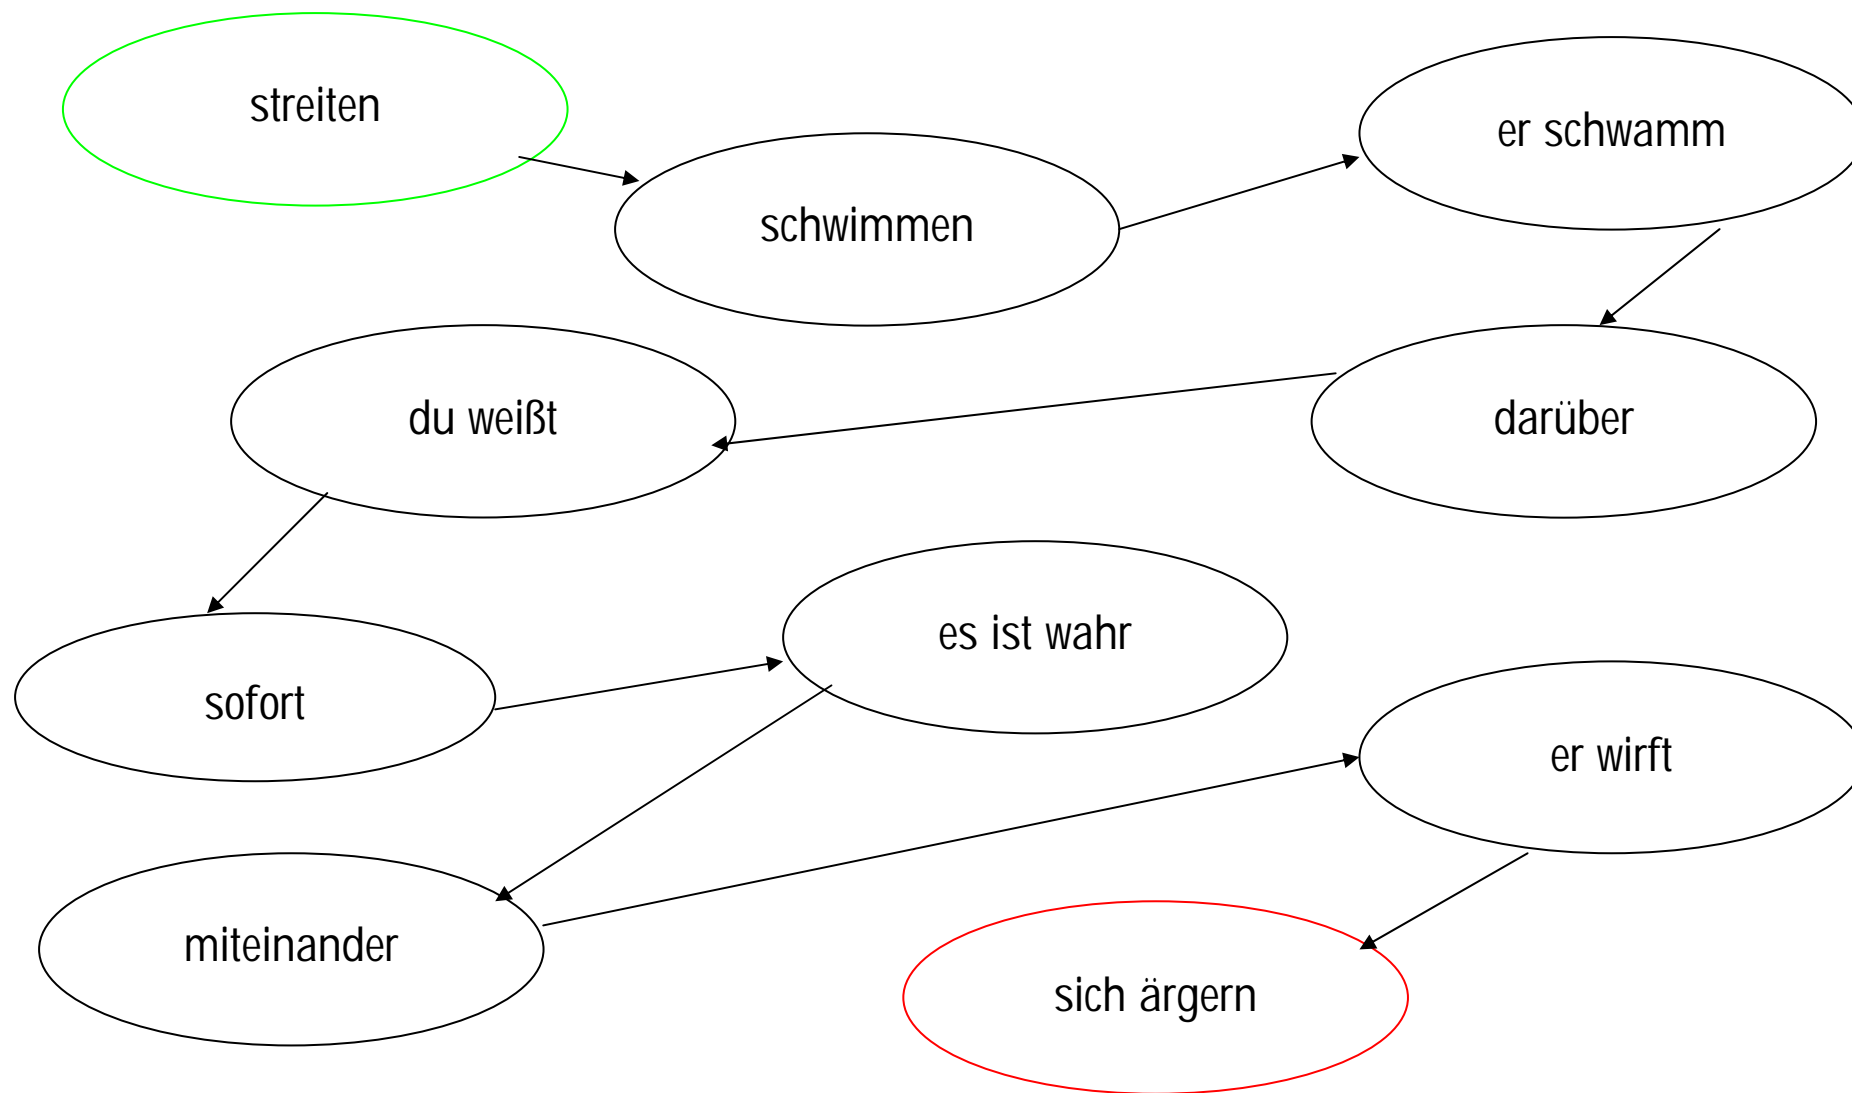 streiten
schwimmen
er schwamm
darüber
du weißt
sofort
es ist wahr
miteinander
er wirft
sich ärgern